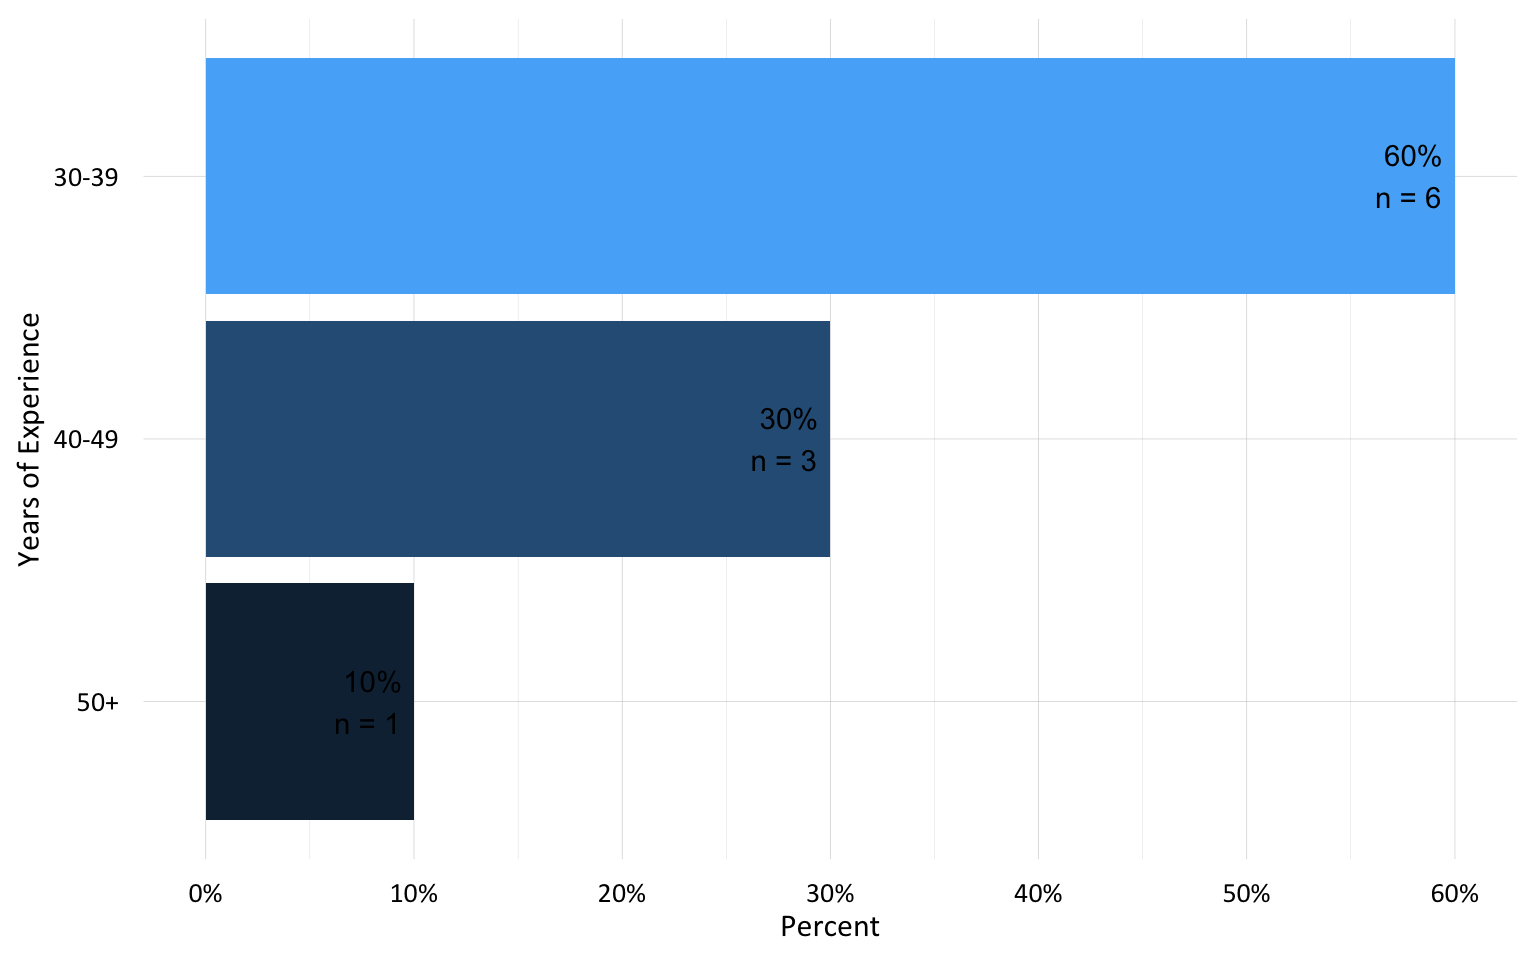 60%
n = 6
30-39
30%
n = 3
40-49
10%
n = 1
50+
Years of Experience
0% 10% 20% 30% 40% 50% 60%
Percent